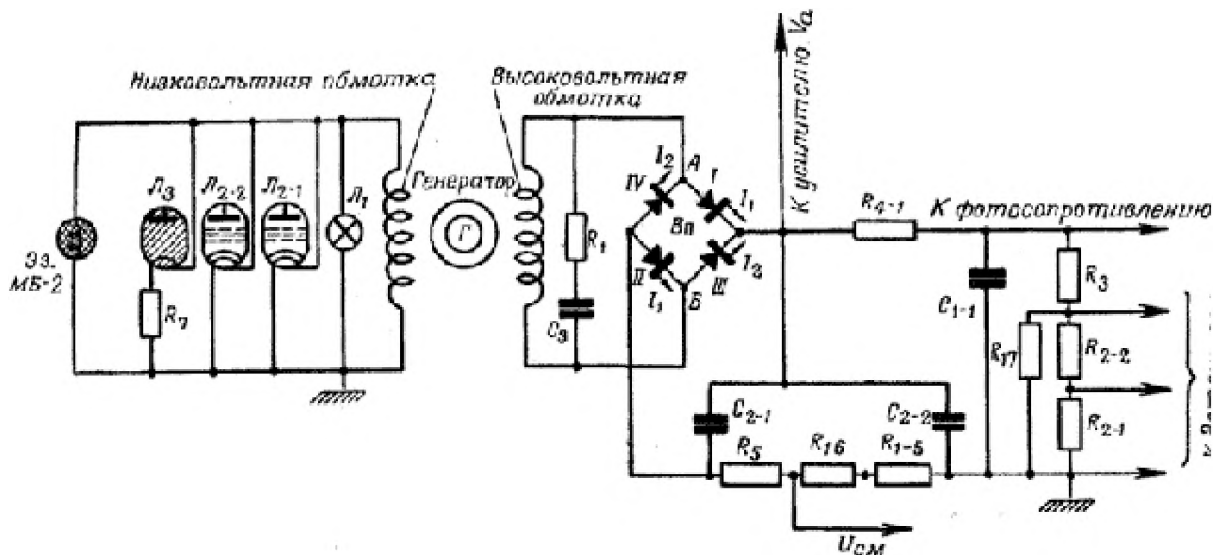 Низковольтная обмотка
Высоковольтная
обмотка
К усилителю Va
Л3
Л2-2
Л2-1
Л1
Генератор
Г
Эз.
МБ-2
R7
R1
C3
I2
А
I
IV
I1
Вп
II
I1
Б
III
I2
R4-1
К фотосопротивлению
C1-1
R3
R17
R2-2
R2-1
C2-1
C2-2
R5
R16
R1-5
Uсм